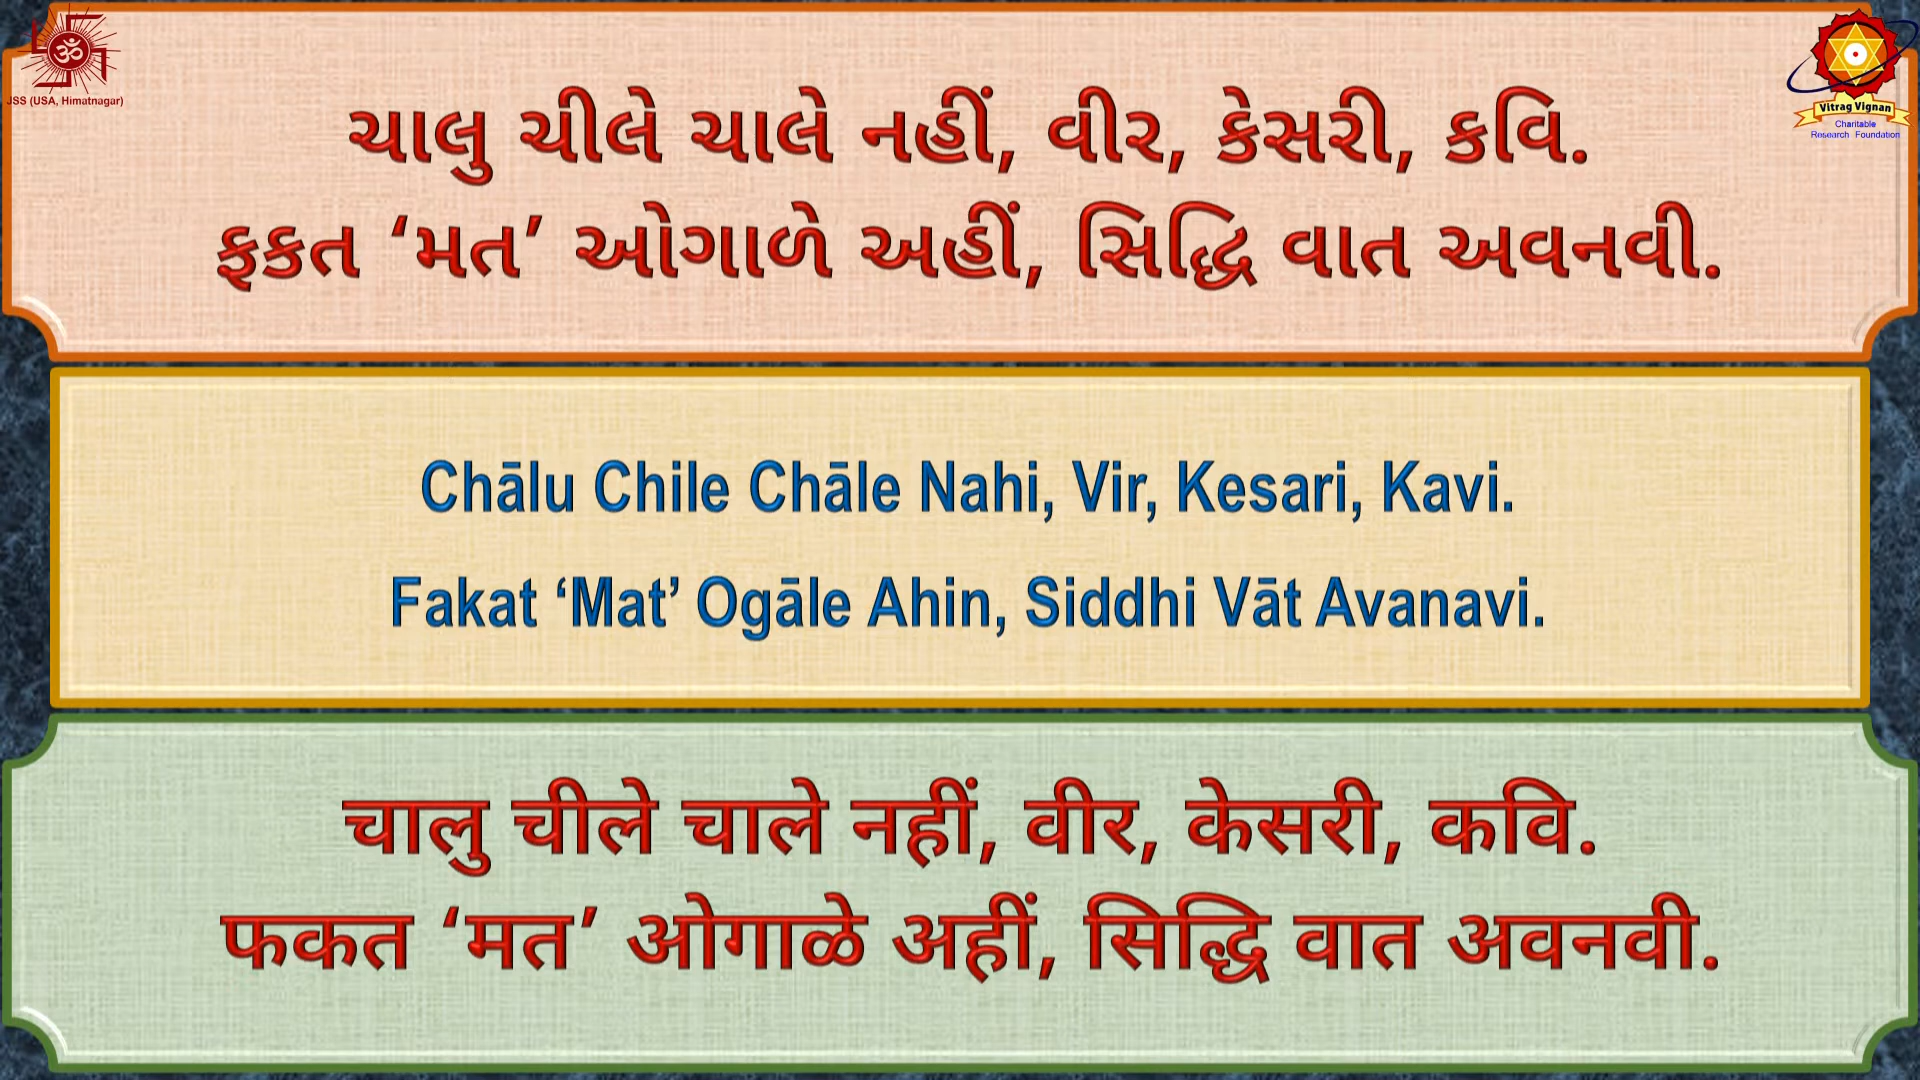 ૐ
JSS (USA, Himatnagar)
Vitrag Vignan
Charitable
Research Foundation
ચાલુ ચીલે ચાલે નહીં, વીર, કેસરી, કવિ.
ફકત ‘મત’ ઓગાળે અહીં, સિદ્ધિ વાત અવનવી.
Chālu Chile Chāle Nahi, Vir, Kesari, Kavi.
Fakat ‘Mat’ Ogāle Ahin, Siddhi Vāt Avanavi.
चालु चीले चाले नहीं, वीर, केसरी, कवि.
फकत ‘मत’ ओगाळे अहीं, सिद्धि वात अवनवी.